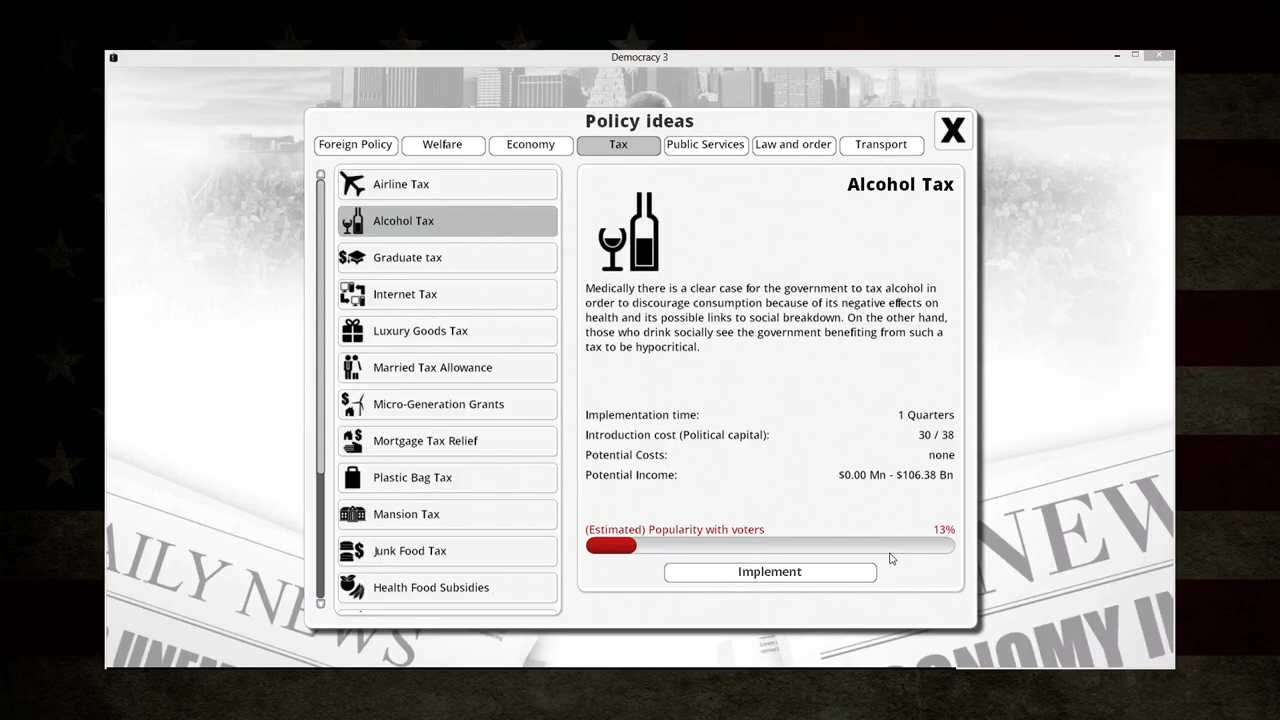 Democracy 3
Policy ideas
X
Foreign Policy
Welfare
Economy
Tax
Public Services
Law and order
Transport
Airline Tax
Alcohol Tax
Graduate tax
Internet Tax
Luxury Goods Tax
Married Tax Allowance
Micro-Generation Grants
Mortgage Tax Relief
Plastic Bag Tax
Mansion Tax
Junk Food Tax
Health Food Subsidies
Alcohol Tax
Medically there is a clear case for the government to tax alcohol in
order to discourage consumption because of its negative effects on
health and its possible links to social breakdown. On the other hand,
those who drink socially see the government benefiting from such a
tax to be hypocritical.
Implementation time: 1 Quarters
Introduction cost (Political capital): 30 / 38
Potential Costs: none
Potential Income: $0.00 Mn - $106.38 Bn
(Estimated) Popularity with voters 13%
Implement
AILY NEWS
NEW